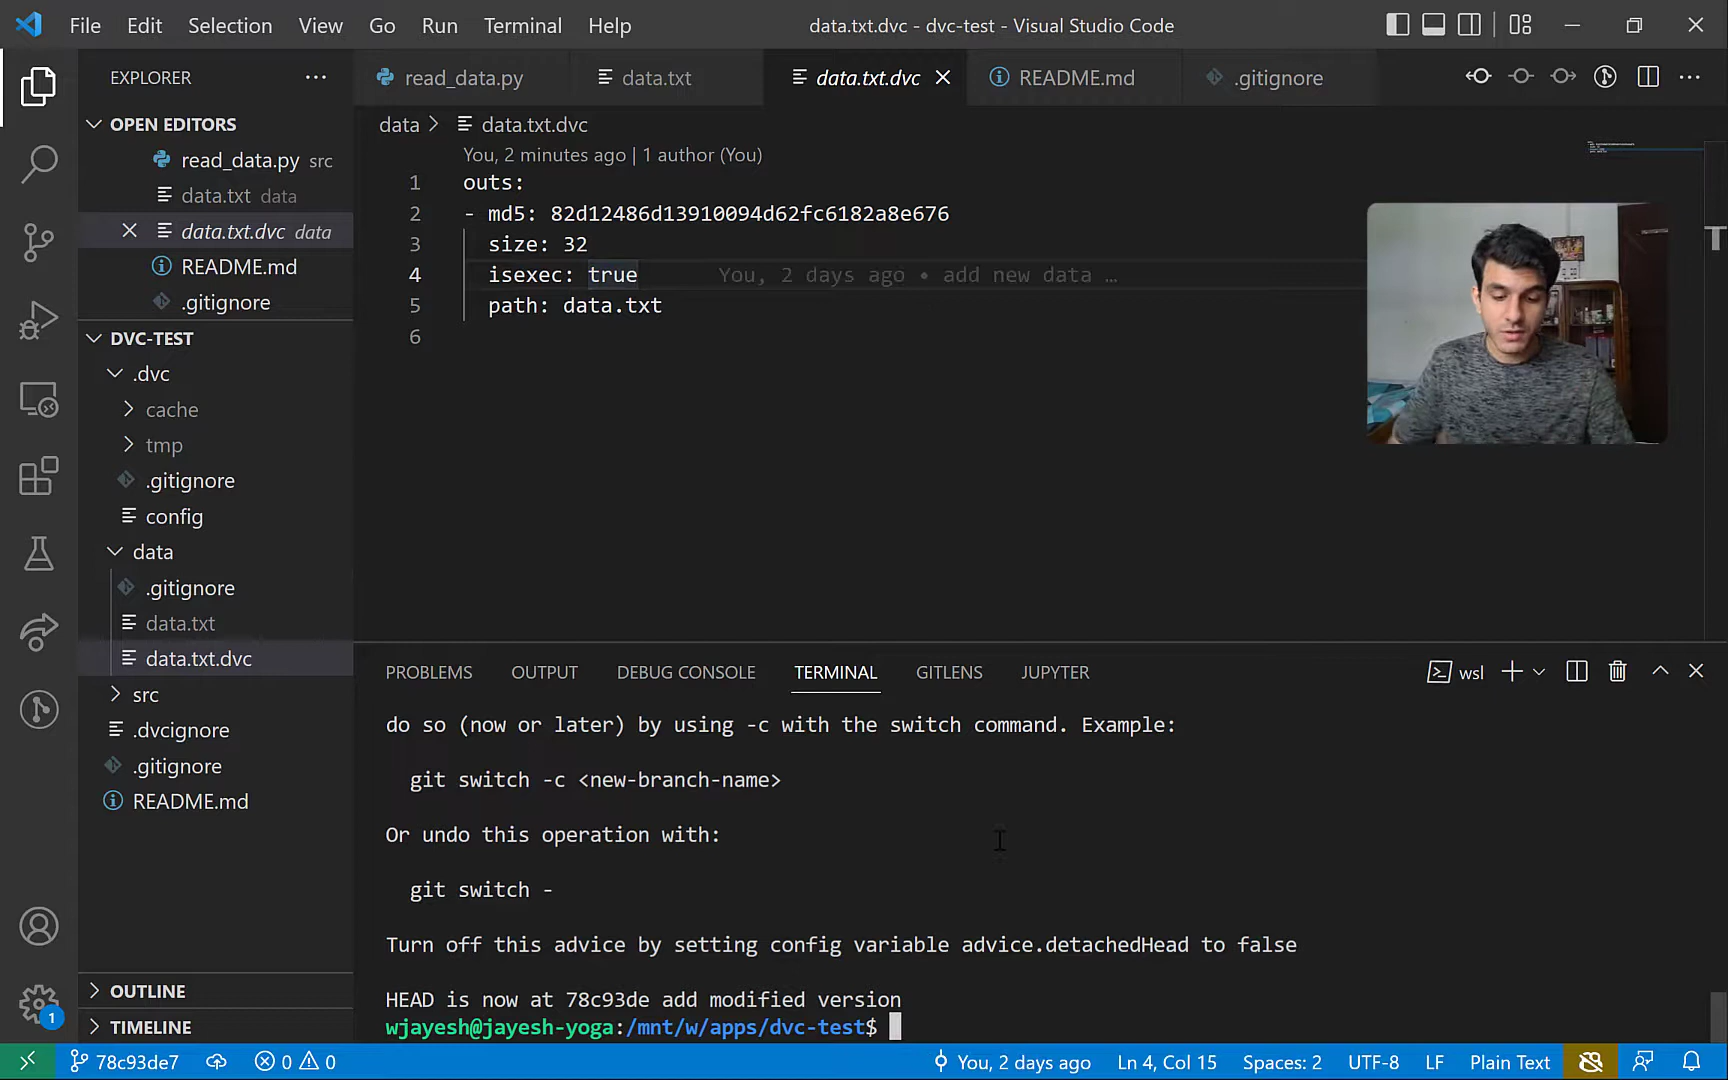 File Edit Selection View Go Run Terminal Help
data.txt.dvc - dvc-test - Visual Studio Code
EXPLORER
OPEN EDITORS
read_data.py src
data.txt data
data.txt.dvc data
README.md
.gitignore
DVC-TEST
.dvc
cache
tmp
.gitignore
config
data
.gitignore
data.txt
data.txt.dvc
src
.dvcignore
.gitignore
README.md
OUTLINE
TIMELINE
1
read_data.py
data.txt
data.txt.dvc
README.md
.gitignore
data > data.txt.dvc
You, 2 minutes ago | 1 author (You)
1 outs:
2 - md5: 82d12486d13910094d62fc6182a8e676
3 size: 32
4 isexec: true You, 2 days ago • add new data …
5 path: data.txt
6
PROBLEMS OUTPUT DEBUG CONSOLE TERMINAL GITLENS JUPYTER
wsl
do so (now or later) by using -c with the switch command. Example:
git switch -c <new-branch-name>
Or undo this operation with:
git switch -
Turn off this advice by setting config variable advice.detachedHead to false
HEAD is now at 78c93de add modified version
wjayesh@jayesh-yoga:/mnt/w/apps/dvc-test$
78c93de7 0 0 You, 2 days ago Ln 4, Col 15 Spaces: 2 UTF-8 LF Plain Text